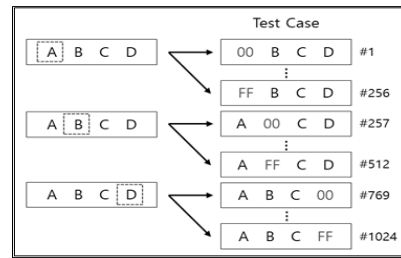 Test Case
A B C D
00 B C D #1
⋮
FF B C D #256
A B C D
A 00 C D #257
⋮
A FF C D #512
A B C D
A B C 00 #769
⋮
A B C FF #1024